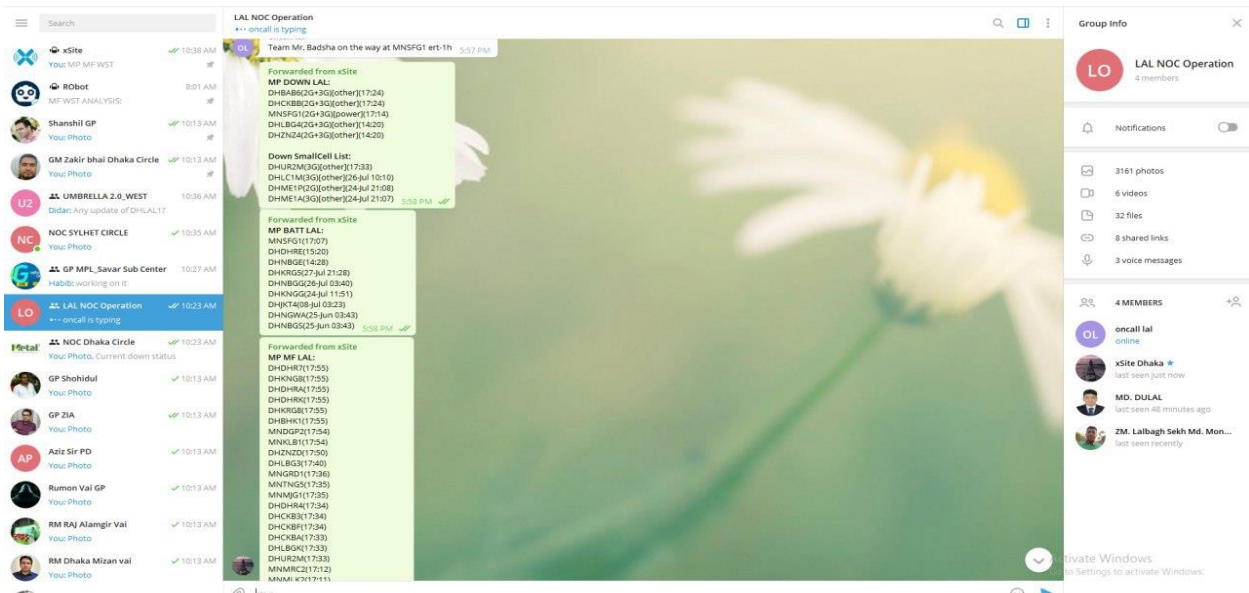 Search
xSite
10:38 AM
You: MP MF WST
RObot
8:01 AM
MF WST ANALYSIS:
Shanshil GP
10:13 AM
You: Photo
GM Zakir bhai Dhaka Circle
10:13 AM
You: Photo
U2
UMBRELLA 2.0_WEST
10:36 AM
Didar: Any update of DHLAL1?
NC
NOC SYLHET CIRCLE
10:35 AM
You: Photo
GP MPL_Savar Sub Center
10:27 AM
Habib: working on it
LO
LAL NOC Operation
10:23 AM
oncall is typing
NOC Dhaka Circle
10:23 AM
You: Photo, Current down status
GP Shohidul
10:13 AM
You: Photo
GP ZIA
10:13 AM
You: Photo
AP
Aziz Sir PD
10:13 AM
You: Photo
Rumon Vai GP
10:13 AM
You: Photo
RM RAJ Alamgir Vai
10:13 AM
You: Photo
RM Dhaka Mizan vai
10:13 AM
You: Photo
LAL NOC Operation
oncall is typing
OL
Team Mr. Badsha on the way at MNSFG1 ert-1h 5:57 PM
Forwarded from xSite
MP DOWN LAL:
DHBAB6(2G+3G)[other](17:24)
DHCKBB(2G+3G)[other](17:24)
MNSFG1(2G+3G)[power](17:14)
DHLBG4(2G+3G)[other](14:20)
DHZNZ4(2G+3G)[other](14:20)
Down SmallCell List:
DHUR2M(3G)[other](17:33)
DHLC1M(3G)[other](26-Jul 10:10)
DHME1P(2G)[other](24-Jul 21:08)
DHME1A(3G)[other](24-Jul 21:07) 5:58 PM
Forwarded from xSite
MP BATT LAL:
MNSFG1(17:07)
DHDHRE(15:20)
DHNBGE(14:28)
DHKRG5(27-Jul 21:28)
DHNBGG(26-Jul 03:40)
DHKNGG(24-Jul 11:51)
DHJKT4(08-Jul 03:23)
DHNGWA(25-Jun 03:43)
DHNBGS(25-Jun 03:43) 5:58 PM
Forwarded from xSite
MP MF LAL:
DHDHR7(17:55)
DHKNGB(17:55)
DHDHRA(17:55)
DHDHRK(17:55)
DHKRGB(17:55)
DHBHK1(17:55)
MNDGP2(17:54)
MNKLB1(17:54)
DHZNZD(17:50)
DHLBG3(17:40)
MNGRD1(17:36)
MNTNG5(17:35)
MNMJG1(17:35)
DHDHR4(17:34)
DHCKB3(17:34)
DHCKBF(17:34)
DHCKBA(17:33)
DHLBGK(17:33)
DHUR2M(17:33)
MNMRC2(17:12)
MNMLK2(17:11)
Group Info
LO
LAL NOC Operation
4 members
Notifications
3161 photos
6 videos
32 files
8 shared links
3 voice messages
4 MEMBERS
OL
oncall lal
online
xSite Dhaka
last seen just now
MD. DULAL
last seen 48 minutes ago
ZM. Lalbagh Sekh Md. Mon...
last seen recently
Activate Windows
Go to Settings to activate Windows.